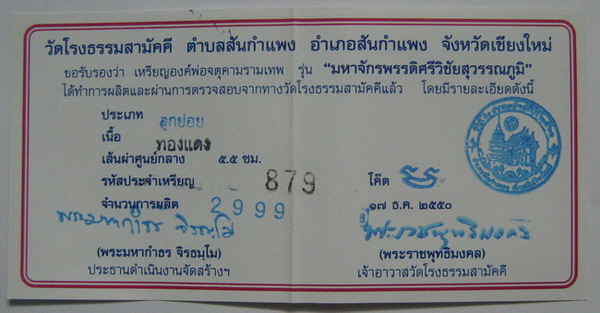 วัดโรงธรรมสามัคคี ตำบลสันกำแพง อำเภอสันกำแพง จังหวัดเชียงใหม่
ขอรับรองว่า เหรียญองค์พ่อจตุคามรามเทพ รุ่น "มหาจักรพรรดิศรีวิชัยสุวรรณภูมิ"
ได้ทำการผลิตและผ่านการตรวจสอบจากทางวัดโรงธรรมสามัคคีแล้ว โดยมีรายละเอียดดังนี้
ประเภท ลูกย่อย
เนื้อ ทองแดง
เส้นผ่าศูนย์กลาง ๕.๕ ซม.
รหัสประจำเหรียญ 879 โค๊ต
จำนวนการผลิต 2999 ๑๗ ธ.ค. ๒๕๕๐
พระมหากำธร จิรธมฺโม
(พระมหากำธร จิรธมฺโม) (พระราชพุทธิมงคล)
ประธานดำเนินงานจัดสร้างฯ เจ้าอาวาสวัดโรงธรรมสามัคคี